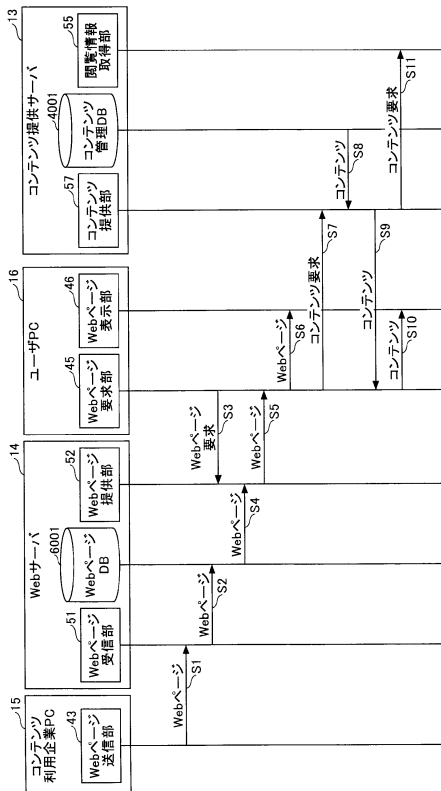 15
コンテンツ
利用企業PC
43
Webページ
送信部
14
Webサーバ
51
Webページ
受信部
6001
Webページ
DB
52
Webページ
提供部
16
ユーザPC
45
Webページ
要求部
46
Webページ
表示部
13
コンテンツ提供サーバ
57
コンテンツ
提供部
4001
コンテンツ
管理DB
55
閲覧情報
取得部
Webページ
S1
Webページ
S2
Webページ
要求
S3
Webページ
S4
Webページ
S5
Webページ
S6
コンテンツ要求
S7
コンテンツ
S8
コンテンツ
S9
コンテンツ
S10
コンテンツ要求
S11